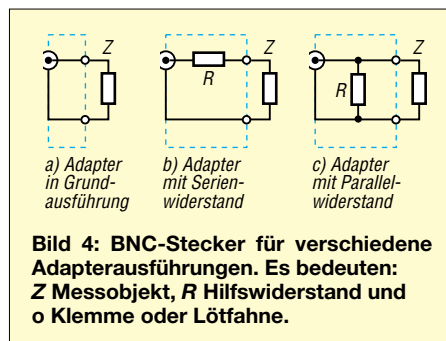 Z
Z
Z
R
R
a) Adapter
in Grund-
ausführung
b) Adapter
mit Serien-
widerstand
c) Adapter
mit Parallel-
widerstand
Bild 4: BNC-Stecker für verschiedene
Adapterausführungen. Es bedeuten:
Z Messobjekt, R Hilfswiderstand und
o Klemme oder Lötfahne.